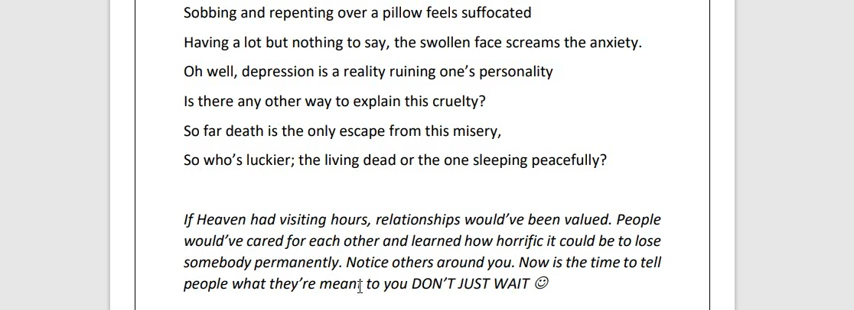 Sobbing and repenting over a pillow feels suffocated
Having a lot but nothing to say, the swollen face screams the anxiety.
Oh well, depression is a reality ruining one’s personality
Is there any other way to explain this cruelty?
So far death is the only escape from this misery,
So who’s luckier; the living dead or the one sleeping peacefully?
If Heaven had visiting hours, relationships would’ve been valued. People
would’ve cared for each other and learned how horrific it could be to lose
somebody permanently. Notice others around you. Now is the time to tell
people what they’re meant to you DON’T JUST WAIT ☺